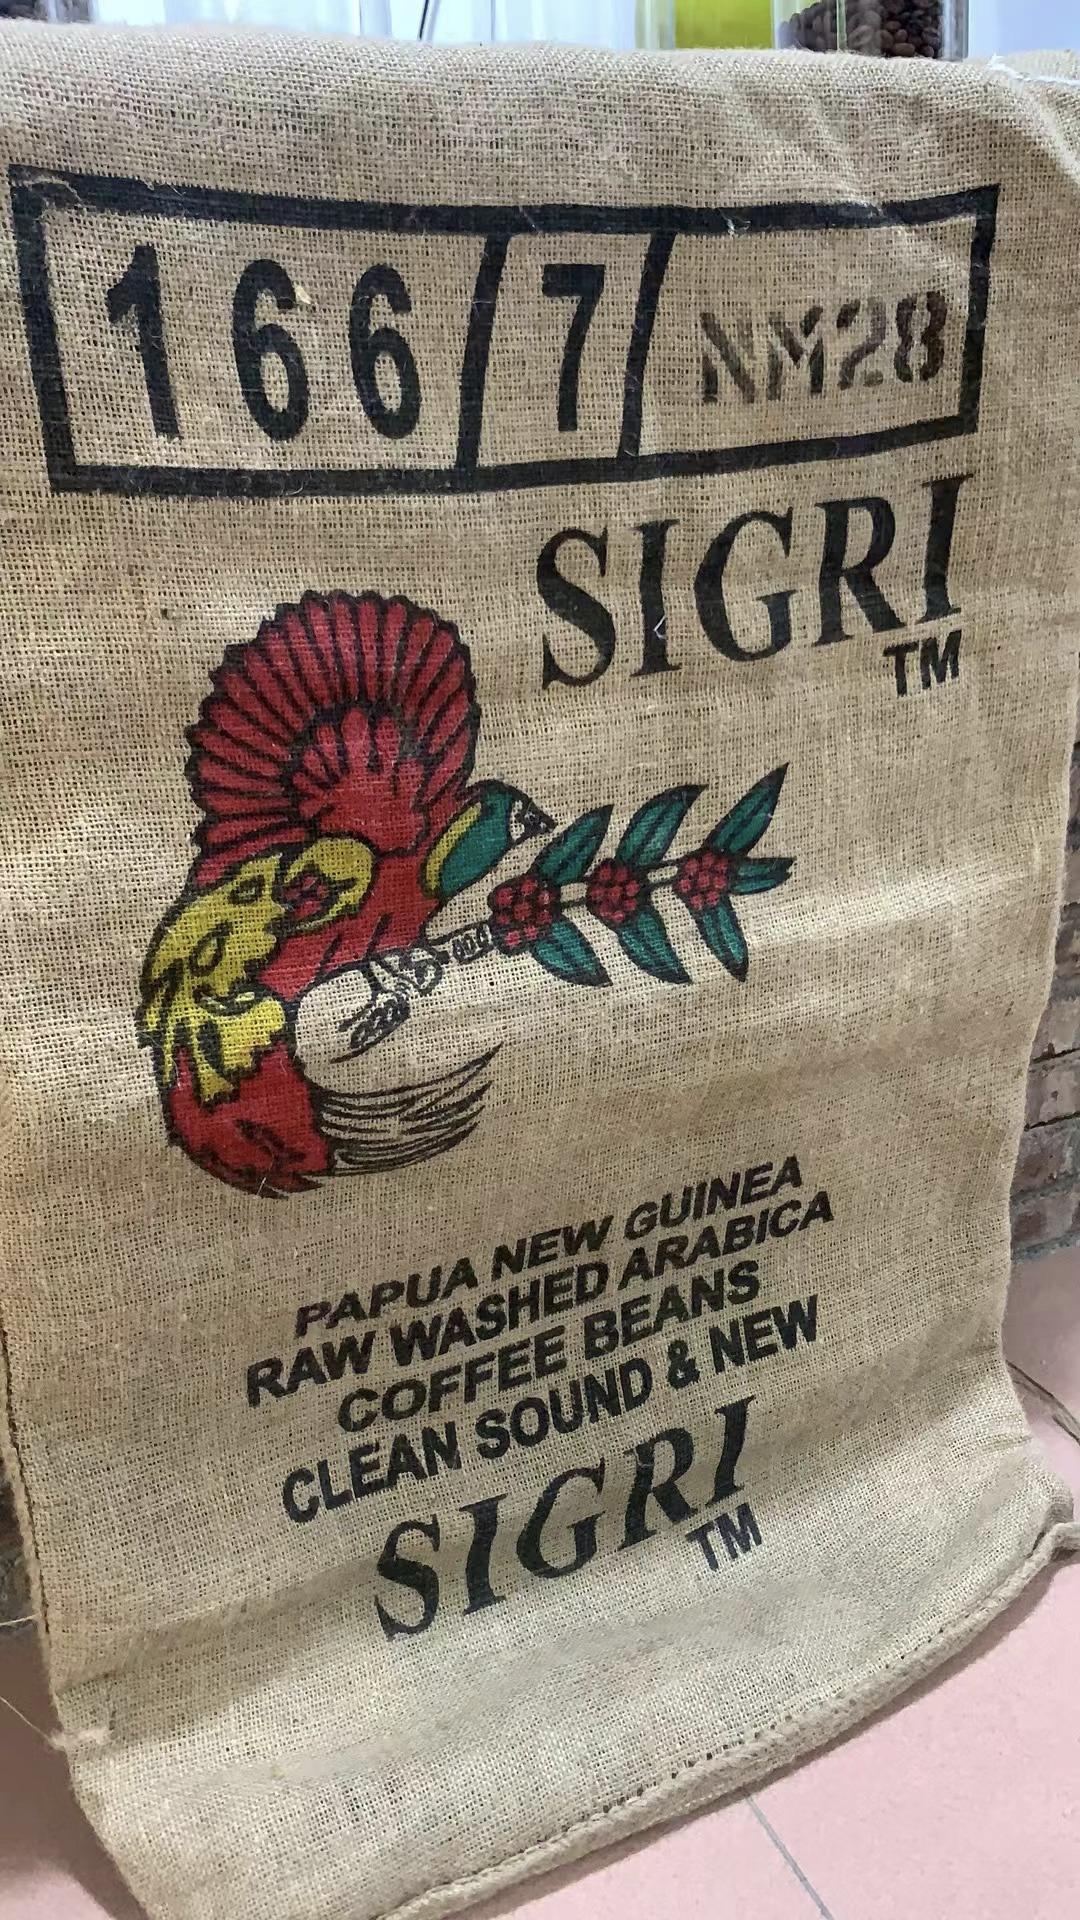 166/7/NM28
SIGRI
TM
PAPUA NEW GUINEA
RAW WASHED ARABICA
COFFEE BEANS
CLEAN SOUND & NEW
SIGRI
TM